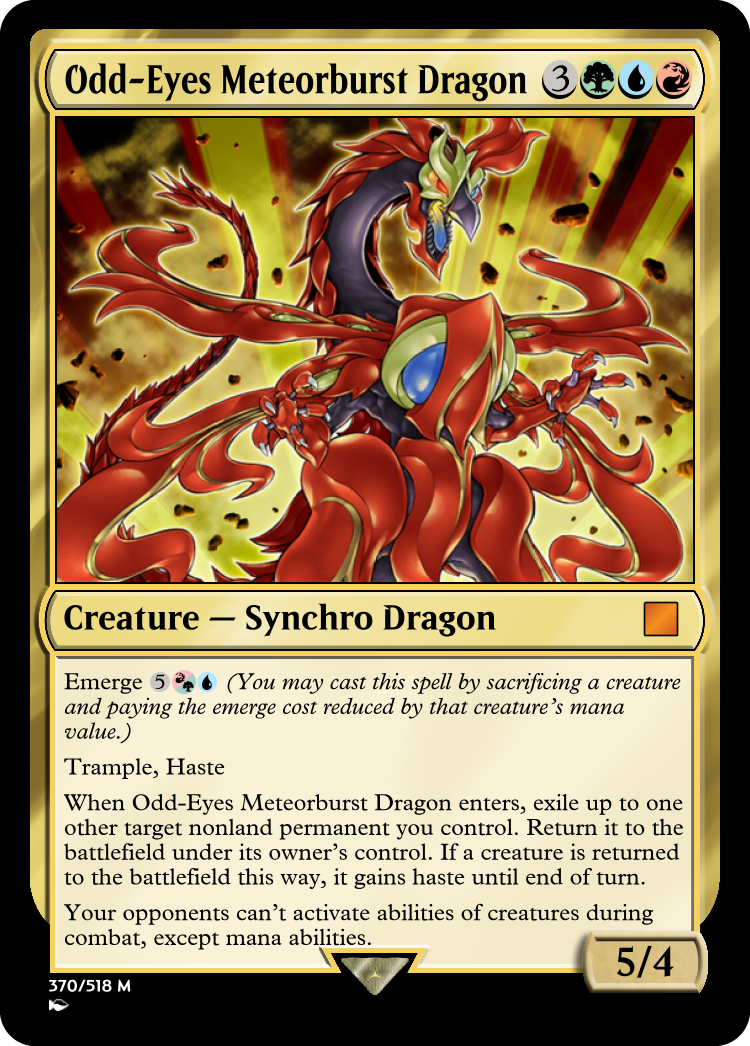 Odd-Eyes Meteorburst Dragon 3
Creature — Synchro Dragon
Emerge 5 (You may cast this spell by sacrificing a creature
and paying the emerge cost reduced by that creature's mana
value.)
Trample, Haste
When Odd-Eyes Meteorburst Dragon enters, exile up to one
other target nonland permanent you control. Return it to the
battlefield under its owner's control. If a creature is returned
to the battlefield this way, it gains haste until end of turn.
Your opponents can't activate abilities of creatures during
combat, except mana abilities.
5/4
370/518 M